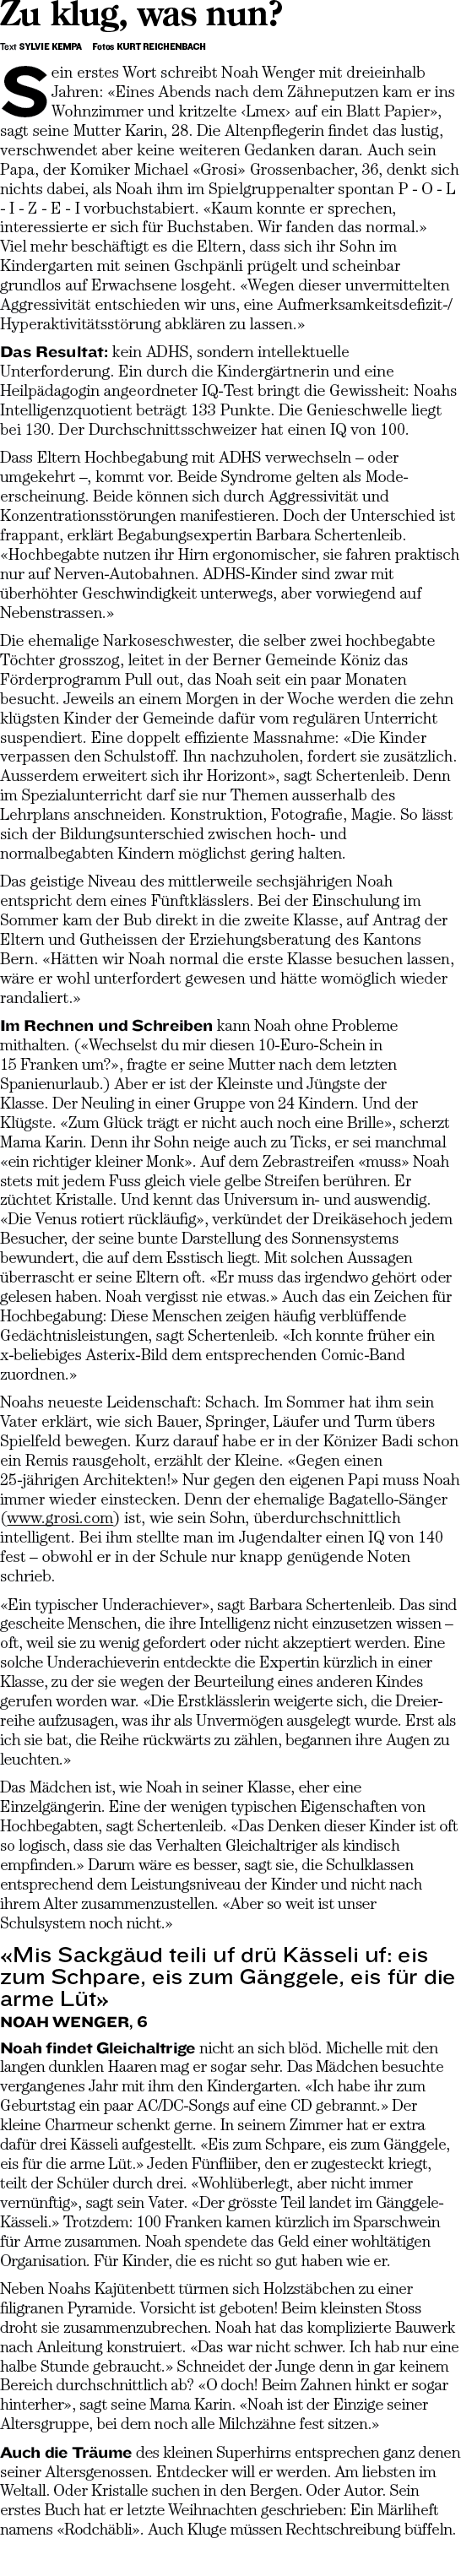 Zu klug, was nun?
Text SYLVIE KEMPA Fotos KURT REICHENBACH
Sein erstes Wort schreibt Noah Wenger mit dreieinhalb
Jahren: «Eines Abends nach dem Zähneputzen kam er ins
Wohnzimmer und kritzelte ‹Lmex› auf ein Blatt Papier»,
sagt seine Mutter Karin, 28. Die Altenpflegerin findet das lustig,
verschwendet aber keine weiteren Gedanken daran. Auch sein
Papa, der Komiker Michael «Grosi» Grossenbacher, 36, denkt sich
nichts dabei, als Noah ihm im Spielgruppenalter spontan P - O - L
- I - Z - E - I vorbuchstabiert. «Kaum konnte er sprechen,
interessierte er sich für Buchstaben. Wir fanden das normal.»
Viel mehr beschäftigt es die Eltern, dass sich ihr Sohn im
Kindergarten mit seinen Gschpänli prügelt und scheinbar
grundlos auf Erwachsene losgeht. «Wegen dieser unvermittelten
Aggressivität entschieden wir uns, eine Aufmerksamkeitsdefizit-/
Hyperaktivitätsstörung abklären zu lassen.»
Das Resultat: kein ADHS, sondern intellektuelle
Unterforderung. Ein durch die Kindergärtnerin und eine
Heilpädagogin angeordneter IQ-Test bringt die Gewissheit: Noahs
Intelligenzquotient beträgt 133 Punkte. Die Genieschwelle liegt
bei 130. Der Durchschnittsschweizer hat einen IQ von 100.
Dass Eltern Hochbegabung mit ADHS verwechseln – oder
umgekehrt –, kommt vor. Beide Syndrome gelten als Mode-
erscheinung. Beide können sich durch Aggressivität und
Konzentrationsstörungen manifestieren. Doch der Unterschied ist
frappant, erklärt Begabungsexpertin Barbara Schertenleib.
«Hochbegabte nutzen ihr Hirn ergonomischer, sie fahren praktisch
nur auf Nerven-Autobahnen. ADHS-Kinder sind zwar mit
überhöhter Geschwindigkeit unterwegs, aber vorwiegend auf
Nebenstrassen.»
Die ehemalige Narkoseschwester, die selber zwei hochbegabte
Töchter grosszog, leitet in der Berner Gemeinde Köniz das
Förderprogramm Pull out, das Noah seit ein paar Monaten
besucht. Jeweils an einem Morgen in der Woche werden die zehn
klügsten Kinder der Gemeinde dafür vom regulären Unterricht
suspendiert. Eine doppelt effiziente Massnahme: «Die Kinder
verpassen den Schulstoff. Ihn nachzuholen, fordert sie zusätzlich.
Ausserdem erweitert sich ihr Horizont», sagt Schertenleib. Denn
im Spezialunterricht darf sie nur Themen ausserhalb des
Lehrplans anschneiden. Konstruktion, Fotografie, Magie. So lässt
sich der Bildungsunterschied zwischen hoch- und
normalbegabten Kindern möglichst gering halten.
Das geistige Niveau des mittlerweile sechsjährigen Noah
entspricht dem eines Fünftklässlers. Bei der Einschulung im
Sommer kam der Bub direkt in die zweite Klasse, auf Antrag der
Eltern und Gutheissen der Erziehungsberatung des Kantons
Bern. «Hätten wir Noah normal die erste Klasse besuchen lassen,
wäre er wohl unterfordert gewesen und hätte womöglich wieder
randaliert.»
Im Rechnen und Schreiben kann Noah ohne Probleme
mithalten. («Wechselst du mir diesen 10-Euro-Schein in
15 Franken um?», fragte er seine Mutter nach dem letzten
Spanienurlaub.) Aber er ist der Kleinste und Jüngste der
Klasse. Der Neuling in einer Gruppe von 24 Kindern. Und der
Klügste. «Zum Glück trägt er nicht auch noch eine Brille», scherzt
Mama Karin. Denn ihr Sohn neige auch zu Ticks, er sei manchmal
«ein richtiger kleiner Monk». Auf dem Zebrastreifen «muss» Noah
stets mit jedem Fuss gleich viele gelbe Streifen berühren. Er
züchtet Kristalle. Und kennt das Universum in- und auswendig.
«Die Venus rotiert rückläufig», verkündet der Dreikäsehoch jedem
Besucher, der seine bunte Darstellung des Sonnensystems
bewundert, die auf dem Esstisch liegt. Mit solchen Aussagen
überrascht er seine Eltern oft. «Er muss das irgendwo gehört oder
gelesen haben. Noah vergisst nie etwas.» Auch das ein Zeichen für
Hochbegabung: Diese Menschen zeigen häufig verblüffende
Gedächtnisleistungen, sagt Schertenleib. «Ich konnte früher ein
x-beliebiges Asterix-Bild dem entsprechenden Comic-Band
zuordnen.»
Noahs neueste Leidenschaft: Schach. Im Sommer hat ihm sein
Vater erklärt, wie sich Bauer, Springer, Läufer und Turm übers
Spielfeld bewegen. Kurz darauf habe er in der Könizer Badi schon
ein Remis rausgeholt, erzählt der Kleine. «Gegen einen
25-jährigen Architekten!» Nur gegen den eigenen Papi muss Noah
immer wieder einstecken. Denn der ehemalige Bagatello-Sänger
(www.grosi.com) ist, wie sein Sohn, überdurchschnittlich
intelligent. Bei ihm stellte man im Jugendalter einen IQ von 140
fest – obwohl er in der Schule nur knapp genügende Noten
schrieb.
«Ein typischer Underachiever», sagt Barbara Schertenleib. Das sind
gescheite Menschen, die ihre Intelligenz nicht einzusetzen wissen –
oft, weil sie zu wenig gefordert oder nicht akzeptiert werden. Eine
solche Underachieverin entdeckte die Expertin kürzlich in einer
Klasse, zu der sie wegen der Beurteilung eines anderen Kindes
gerufen worden war. «Die Erstklässlerin weigerte sich, die Dreier-
reihe aufzusagen, was ihr als Unvermögen ausgelegt wurde. Erst als
ich sie bat, die Reihe rückwärts zu zählen, begannen ihre Augen zu
leuchten.»
Das Mädchen ist, wie Noah in seiner Klasse, eher eine
Einzelgängerin. Eine der wenigen typischen Eigenschaften von
Hochbegabten, sagt Schertenleib. «Das Denken dieser Kinder ist oft
so logisch, dass sie das Verhalten Gleichaltriger als kindisch
empfinden.» Darum wäre es besser, sagt sie, die Schulklassen
entsprechend dem Leistungsniveau der Kinder und nicht nach
ihrem Alter zusammenzustellen. «Aber so weit ist unser
Schulsystem noch nicht.»
«Mis Sackgäud teili uf drü Kässeli uf: eis
zum Schpare, eis zum Gänggele, eis für die
arme Lüt»
NOAH WENGER, 6
Noah findet Gleichaltrige nicht an sich blöd. Michelle mit den
langen dunklen Haaren mag er sogar sehr. Das Mädchen besuchte
vergangenes Jahr mit ihm den Kindergarten. «Ich habe ihr zum
Geburtstag ein paar AC/DC-Songs auf eine CD gebrannt.» Der
kleine Charmeur schenkt gerne. In seinem Zimmer hat er extra
dafür drei Kässeli aufgestellt. «Eis zum Schpare, eis zum Gänggele,
eis für die arme Lüt.» Jeden Fünfliiber, den er zugesteckt kriegt,
teilt der Schüler durch drei. «Wohlüberlegt, aber nicht immer
vernünftig», sagt sein Vater. «Der grösste Teil landet im Gänggele-
Kässeli.» Trotzdem: 100 Franken kamen kürzlich im Sparschwein
für Arme zusammen. Noah spendete das Geld einer wohltätigen
Organisation. Für Kinder, die es nicht so gut haben wie er.
Neben Noahs Kajütenbett türmen sich Holzstäbchen zu einer
filigranen Pyramide. Vorsicht ist geboten! Beim kleinsten Stoss
droht sie zusammenzubrechen. Noah hat das komplizierte Bauwerk
nach Anleitung konstruiert. «Das war nicht schwer. Ich hab nur eine
halbe Stunde gebraucht.» Schneidet der Junge denn in gar keinem
Bereich durchschnittlich ab? «O doch! Beim Zahnen hinkt er sogar
hinterher», sagt seine Mama Karin. «Noah ist der Einzige seiner
Altersgruppe, bei dem noch alle Milchzähne fest sitzen.»
Auch die Träume des kleinen Superhirns entsprechen ganz denen
seiner Altersgenossen. Entdecker will er werden. Am liebsten im
Weltall. Oder Kristalle suchen in den Bergen. Oder Autor. Sein
erstes Buch hat er letzte Weihnachten geschrieben: Ein Märliheft
namens «Rodchäbli». Auch Kluge müssen Rechtschreibung büffeln.